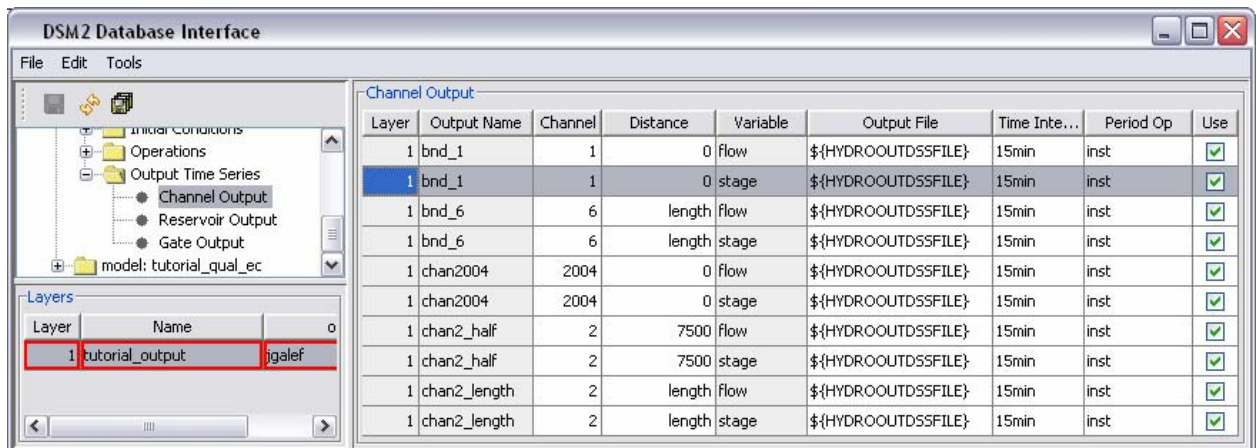 DSM2 Database Interface
File Edit Tools
Initial Conditions
Operations
Output Time Series
Channel Output
Reservoir Output
Gate Output
model: tutorial_qual_ec
Layers
Layer Name o
1 tutorial_output jgalef
Channel Output
Layer Output Name Channel Distance Variable Output File Time Inte... Period Op Use
1 bnd_1 1 0 flow ${HYDROOUTDSSFILE} 15min inst
1 bnd_1 1 0 stage ${HYDROOUTDSSFILE} 15min inst
1 bnd_6 6 length flow ${HYDROOUTDSSFILE} 15min inst
1 bnd_6 6 length stage ${HYDROOUTDSSFILE} 15min inst
1 chan2004 2004 0 flow ${HYDROOUTDSSFILE} 15min inst
1 chan2004 2004 0 stage ${HYDROOUTDSSFILE} 15min inst
1 chan2_half 2 7500 flow ${HYDROOUTDSSFILE} 15min inst
1 chan2_half 2 7500 stage ${HYDROOUTDSSFILE} 15min inst
1 chan2_length 2 length flow ${HYDROOUTDSSFILE} 15min inst
1 chan2_length 2 length stage ${HYDROOUTDSSFILE} 15min inst